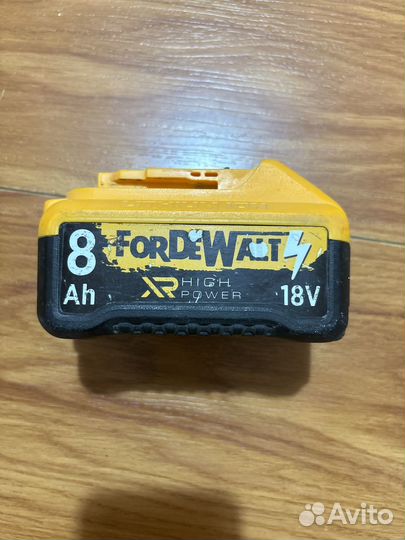 8 Ah
FORDEWALT
XR HIGH POWER
18V
Avito